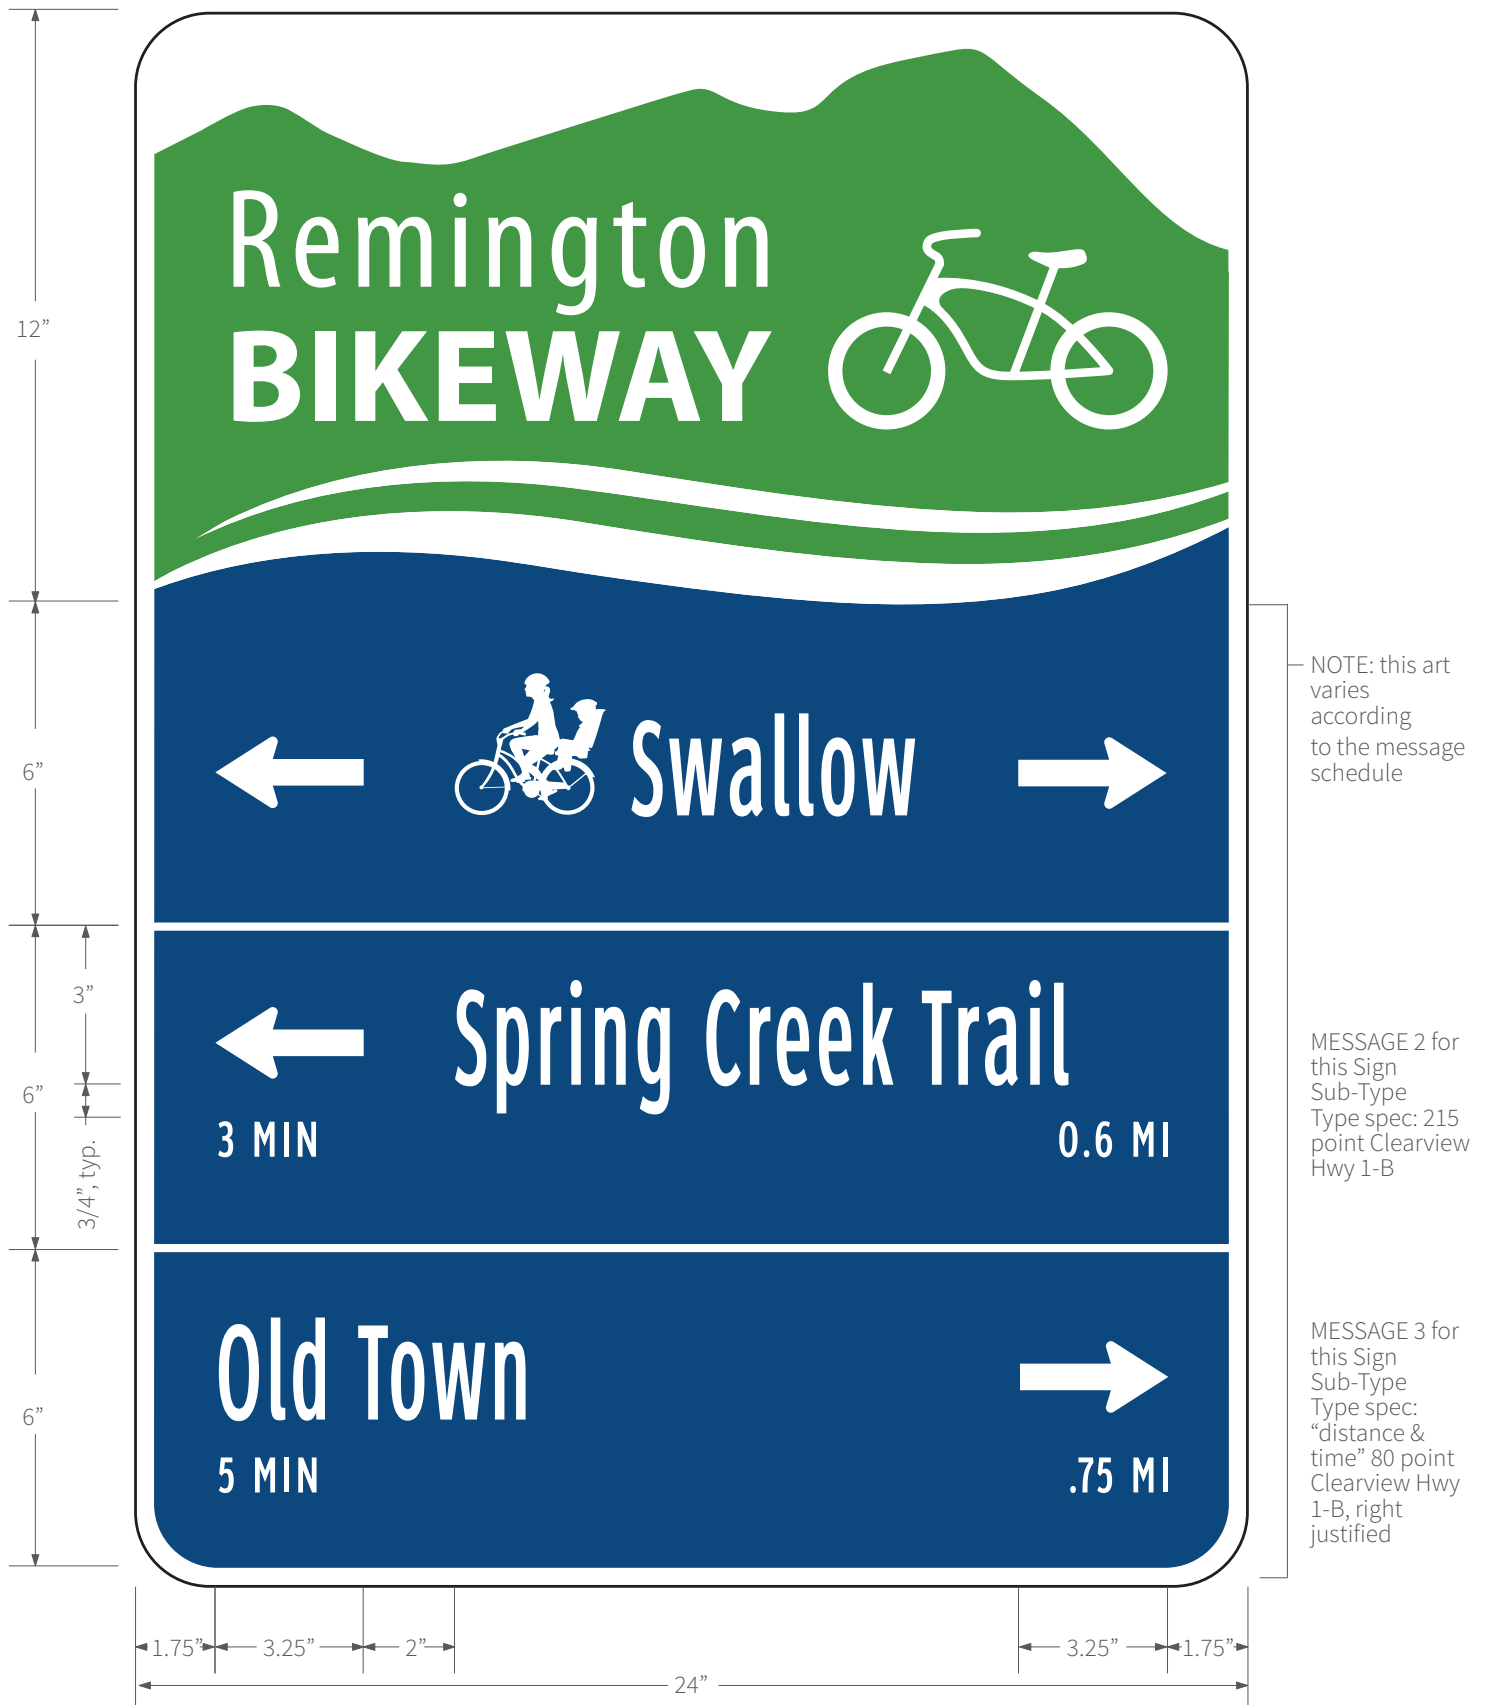 Remington
BIKEWAY
12”
Swallow
6”
NOTE: this art
varies
according
to the message
schedule
3”
6”
3/4”, typ.
Spring Creek Trail
3 MIN
0.6 MI
MESSAGE 2 for
this Sign
Sub-Type
Type spec: 215
point Clearview
Hwy 1-B
6”
Old Town
5 MIN
.75 MI
MESSAGE 3 for
this Sign
Sub-Type
Type spec:
“distance &
time” 80 point
Clearview Hwy
1-B, right
justified
1.75”
3.25”
2”
3.25”
1.75”
24”